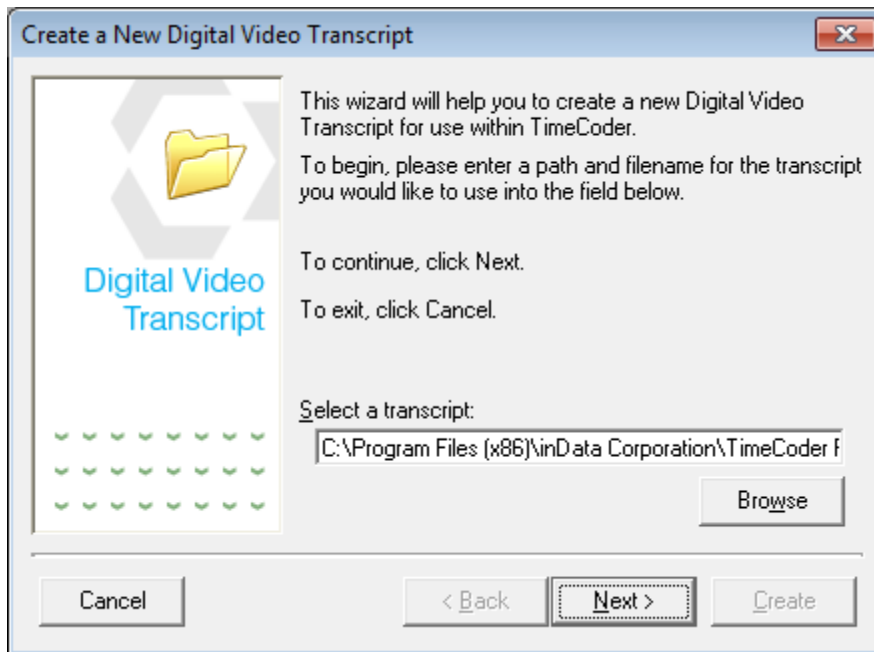 Create a New Digital Video Transcript
This wizard will help you to create a new Digital Video
Transcript for use within TimeCoder.
To begin, please enter a path and filename for the transcript
you would like to use into the field below.
To continue, click Next.
To exit, click Cancel.
Digital Video
Transcript
Select a transcript:
C:\Program Files (x86)\inData Corporation\TimeCoder
Browse
Cancel
< Back
Next >
Create